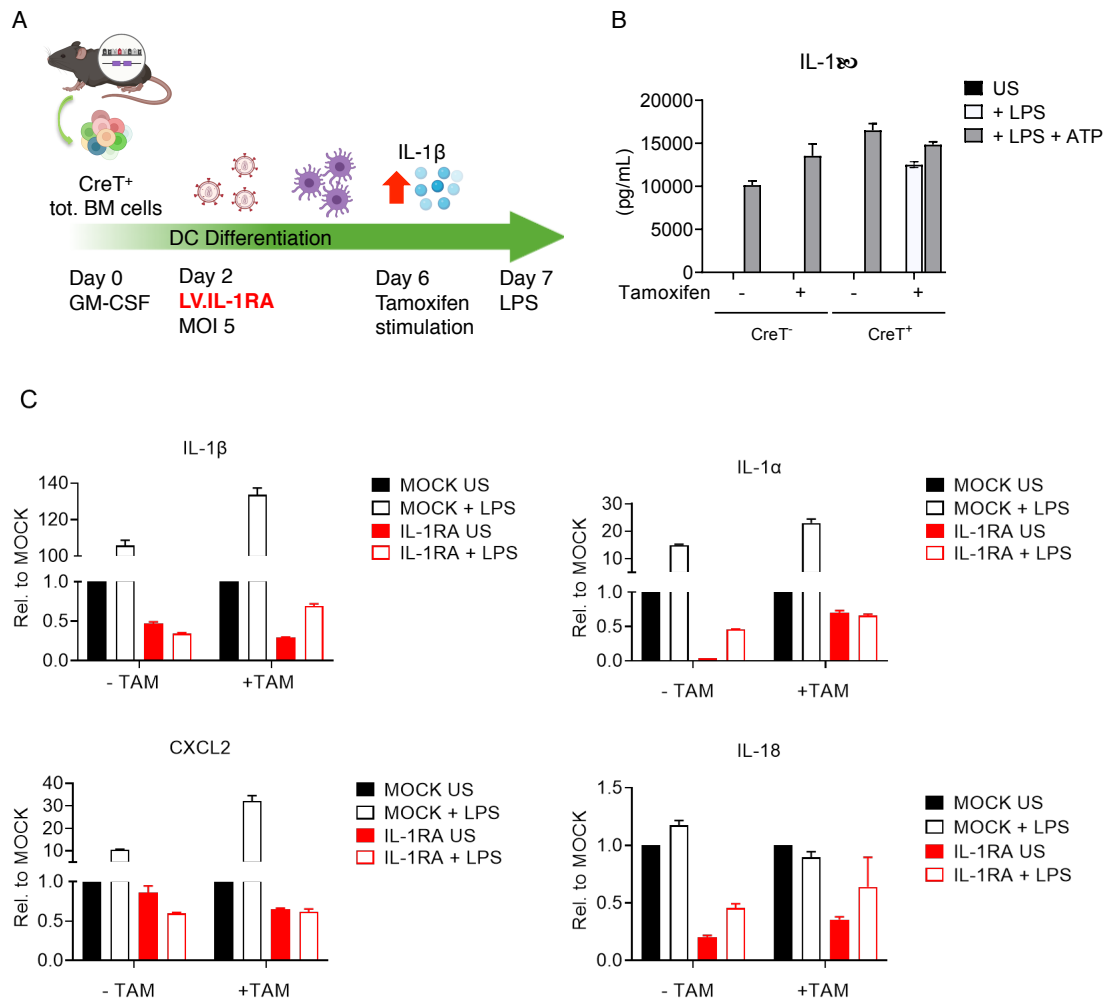 A
CreT⁺
tot. BM cells
IL-1β
DC Differentiation
Day 0
GM-CSF
Day 2
LV.IL-1RA
MOI 5
Day 6
Tamoxifen
stimulation
Day 7
LPS
B
IL-1
US
+ LPS
+ LPS + ATP
(pg/mL)
20000
15000
10000
5000
0
Tamoxifen - + - +
CreT⁻ CreT⁺
C
IL-1β
Rel. to MOCK
140
120
100
1.0
0.5
0.0
- TAM +TAM
MOCK US
MOCK + LPS
IL-1RA US
IL-1RA + LPS
IL-1α
Rel. to MOCK
30
20
10
1.0
0.5
0.0
- TAM +TAM
MOCK US
MOCK + LPS
IL-1RA US
IL-1RA + LPS
CXCL2
Rel. to MOCK
40
30
20
10
1.0
0.5
0.0
- TAM +TAM
MOCK US
MOCK + LPS
IL-1RA US
IL-1RA + LPS
IL-18
Rel. to MOCK
1.5
1.0
0.5
0.0
- TAM +TAM
MOCK US
MOCK + LPS
IL-1RA US
IL-1RA + LPS